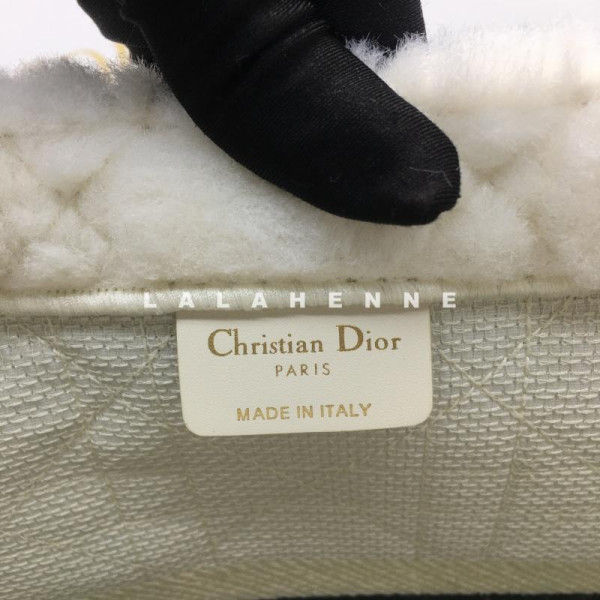 LALAHENNE
Christian Dior
PARIS
MADE IN ITALY